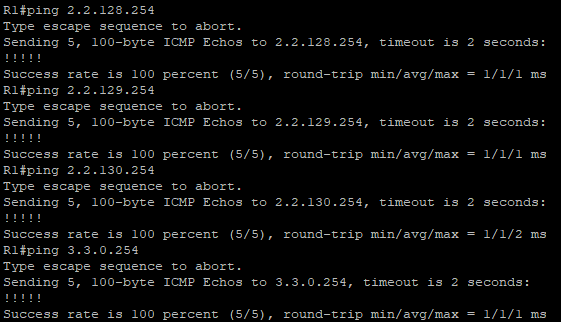 R1#ping 2.2.128.254
Type escape sequence to abort.
Sending 5, 100-byte ICMP Echos to 2.2.128.254, timeout is 2 seconds:
!!!!!
Success rate is 100 percent (5/5), round-trip min/avg/max = 1/1/1 ms
R1#ping 2.2.129.254
Type escape sequence to abort.
Sending 5, 100-byte ICMP Echos to 2.2.129.254, timeout is 2 seconds:
!!!!!
Success rate is 100 percent (5/5), round-trip min/avg/max = 1/1/1 ms
R1#ping 2.2.130.254
Type escape sequence to abort.
Sending 5, 100-byte ICMP Echos to 2.2.130.254, timeout is 2 seconds:
!!!!!
Success rate is 100 percent (5/5), round-trip min/avg/max = 1/1/2 ms
R1#ping 3.3.0.254
Type escape sequence to abort.
Sending 5, 100-byte ICMP Echos to 3.3.0.254, timeout is 2 seconds:
!!!!!
Success rate is 100 percent (5/5), round-trip min/avg/max = 1/1/1 ms